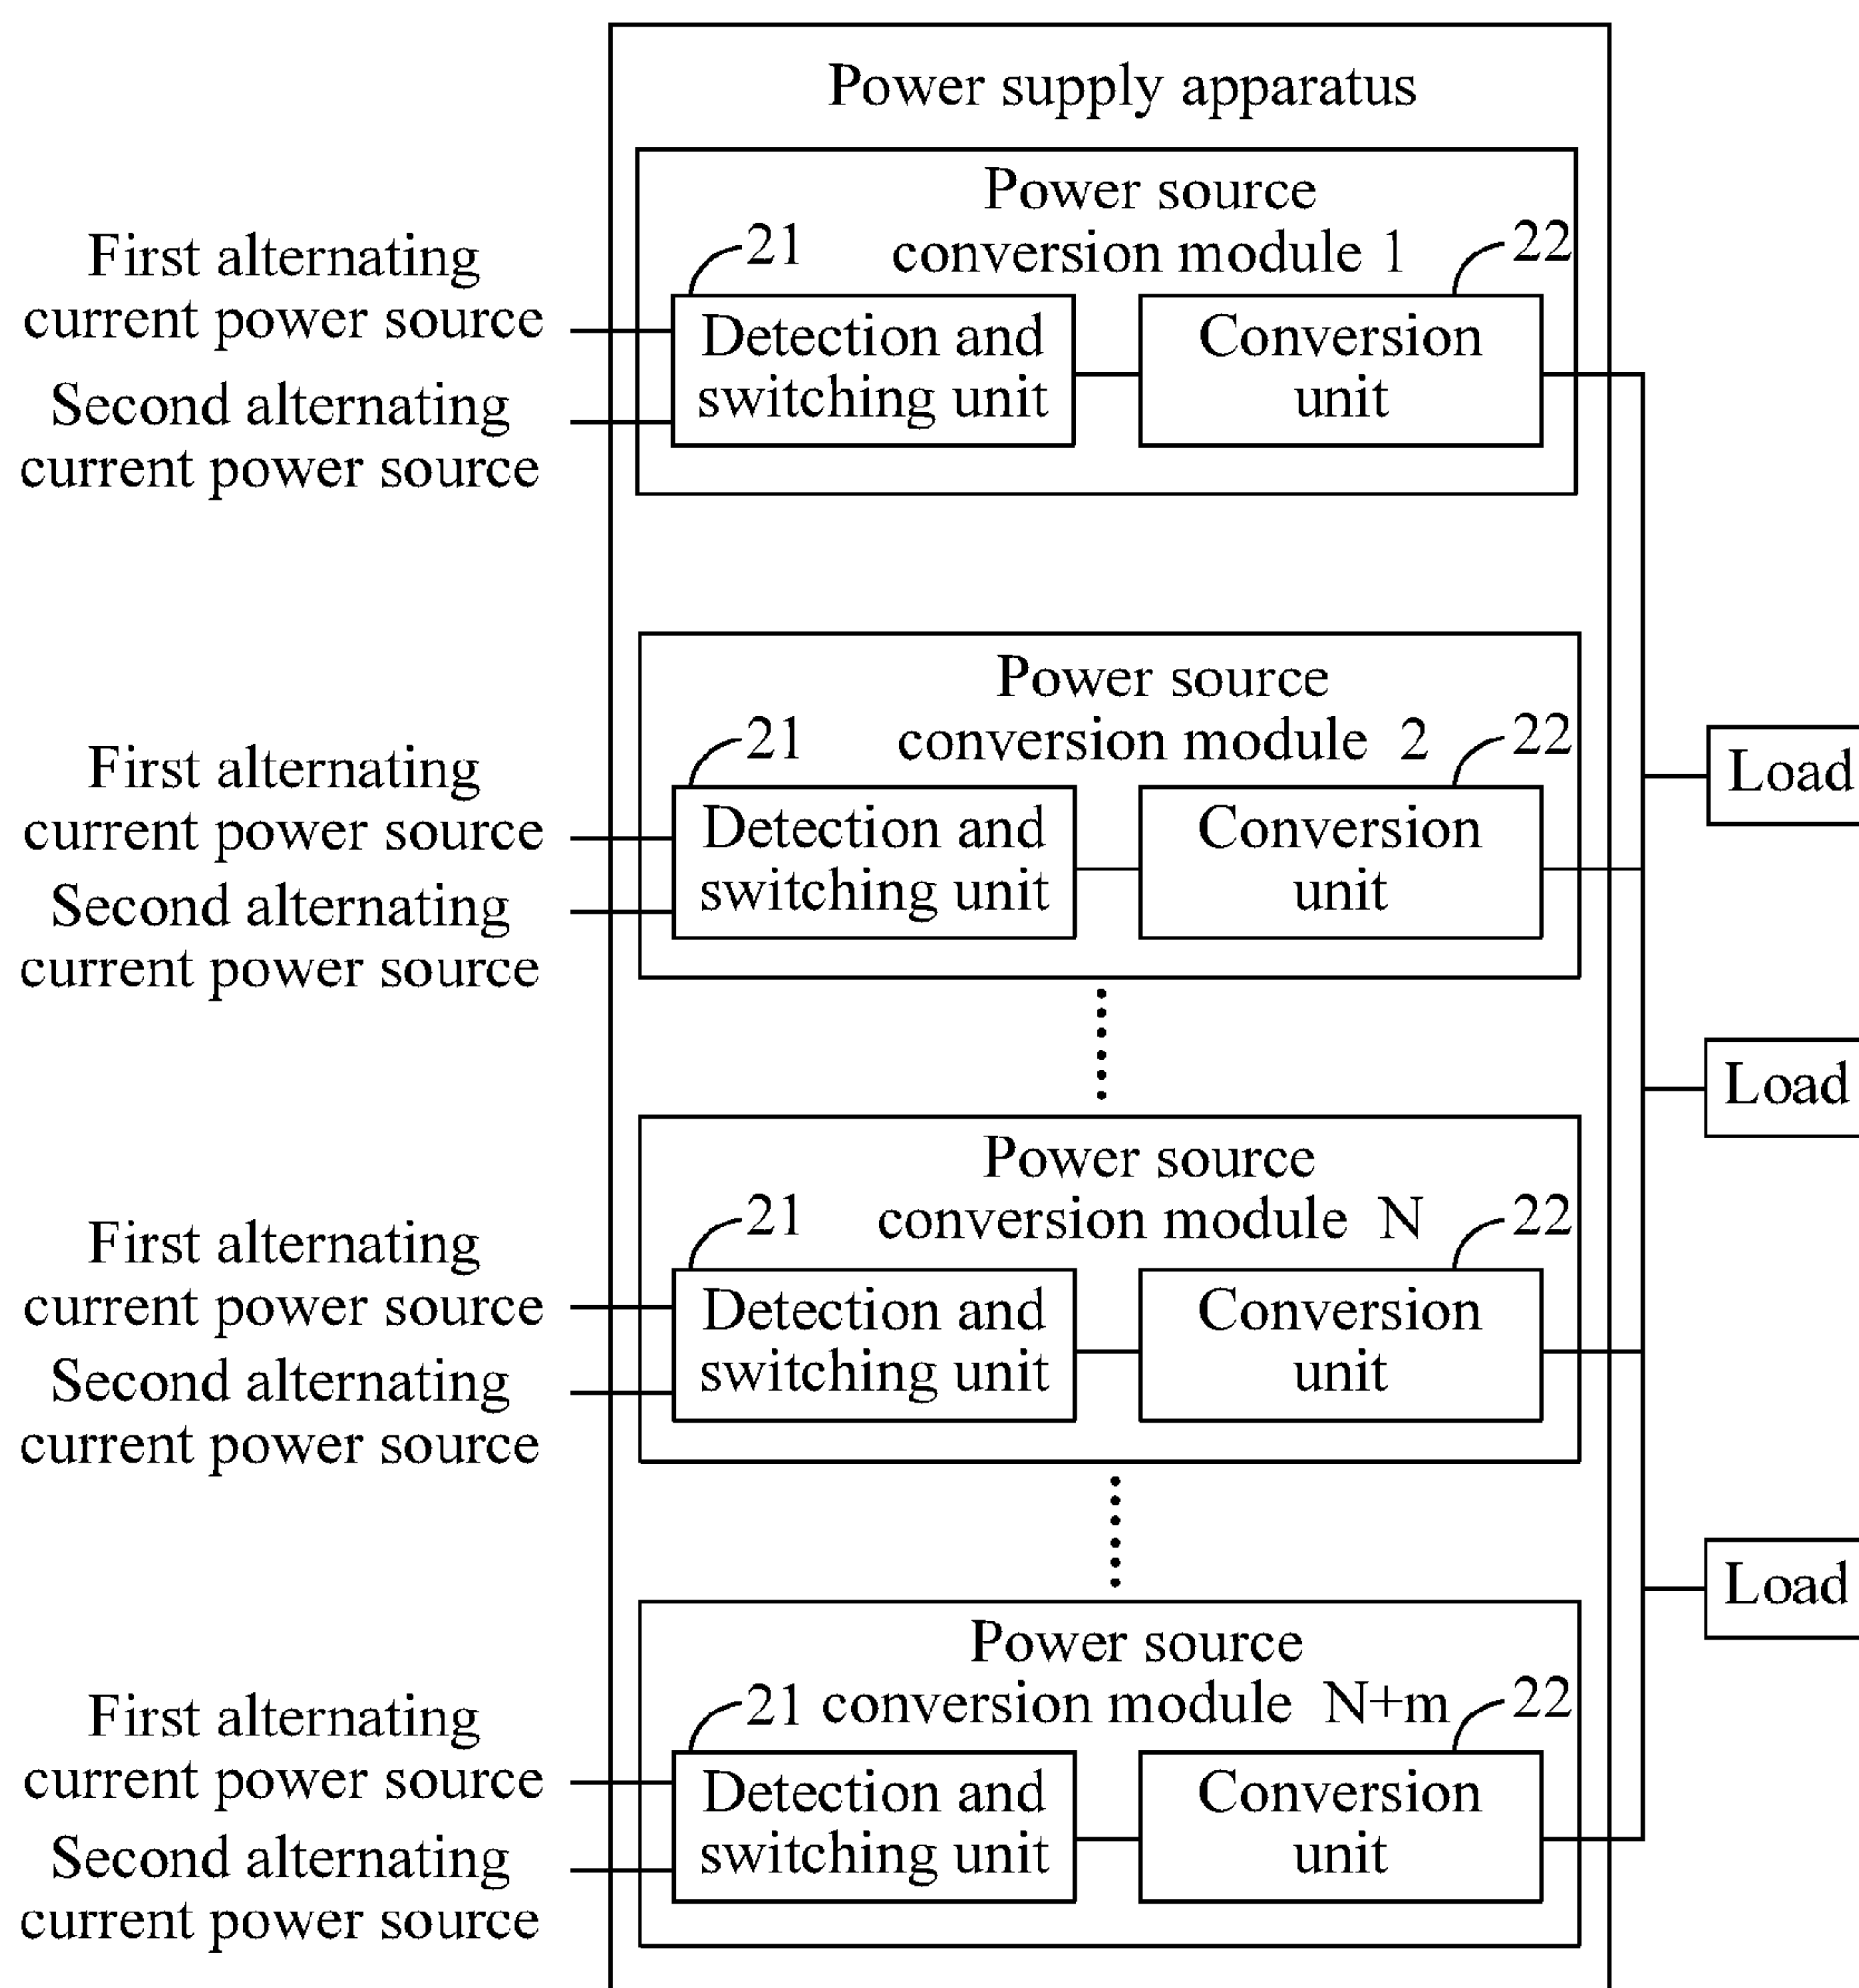 Power supply apparatus
Power source
conversion module 1
21
22
First alternating
current power source
Second alternating
current power source
Detection and
switching unit
Conversion
unit
Power source
conversion module 2
21
22
First alternating
current power source
Second alternating
current power source
Detection and
switching unit
Conversion
unit
Load
Load
Power source
conversion module N
21
22
First alternating
current power source
Second alternating
current power source
Detection and
switching unit
Conversion
unit
Load
Power source
conversion module N+m
21
22
First alternating
current power source
Second alternating
current power source
Detection and
switching unit
Conversion
unit